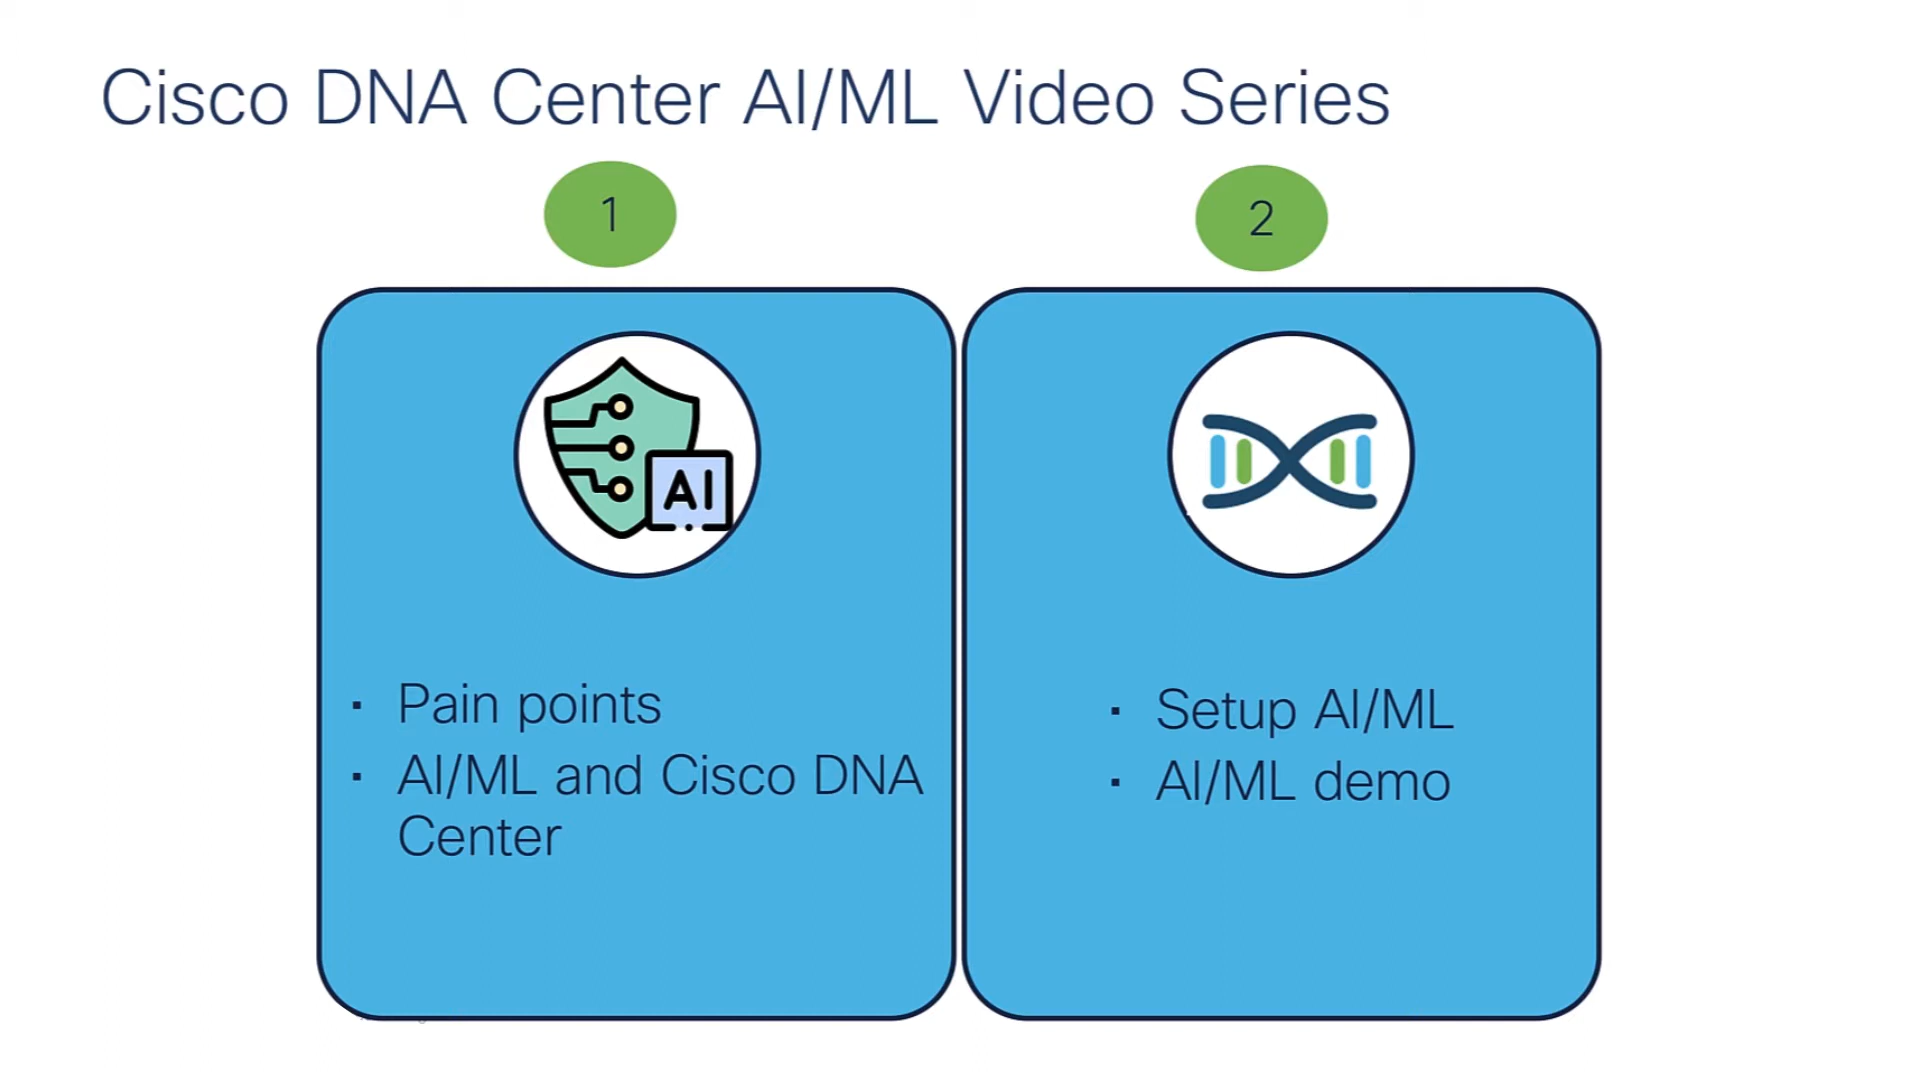 Cisco DNA Center AI/ML Video Series
1
2
AI
▪ Pain points
▪ AI/ML and Cisco DNA
Center
▪ Setup AI/ML
▪ AI/ML demo